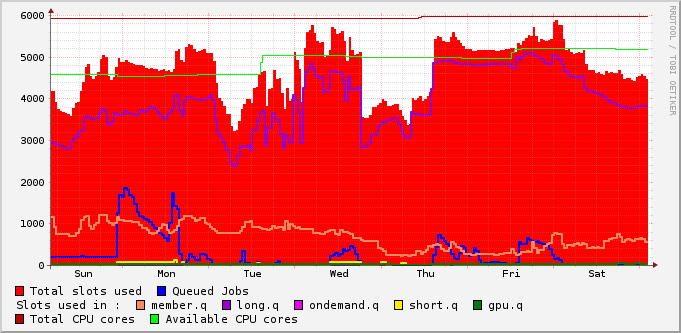 6000
5000
4000
3000
2000
1000
0
Sun Mon Tue Wed Thu Fri Sat
Total slots used Queued Jobs
Slots used in : member.q long.q ondemand.q short.q gpu.q
Total CPU cores Available CPU cores
RRDTOOL / TOBI OETIKER